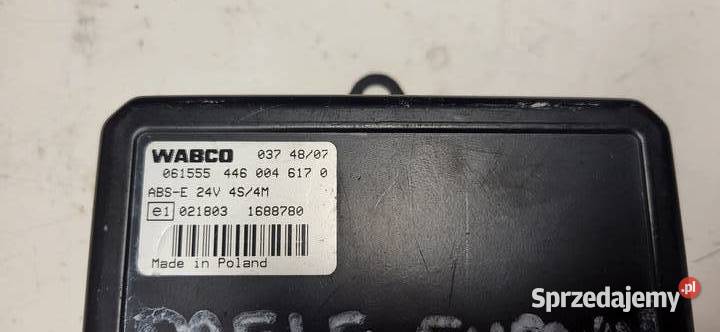 WABCO 037 48/07
061555 446 004 617 0
ABS-E 24V 4S/4M
e1 021803 1688780
Made in Poland
Sprzedajemy.pl